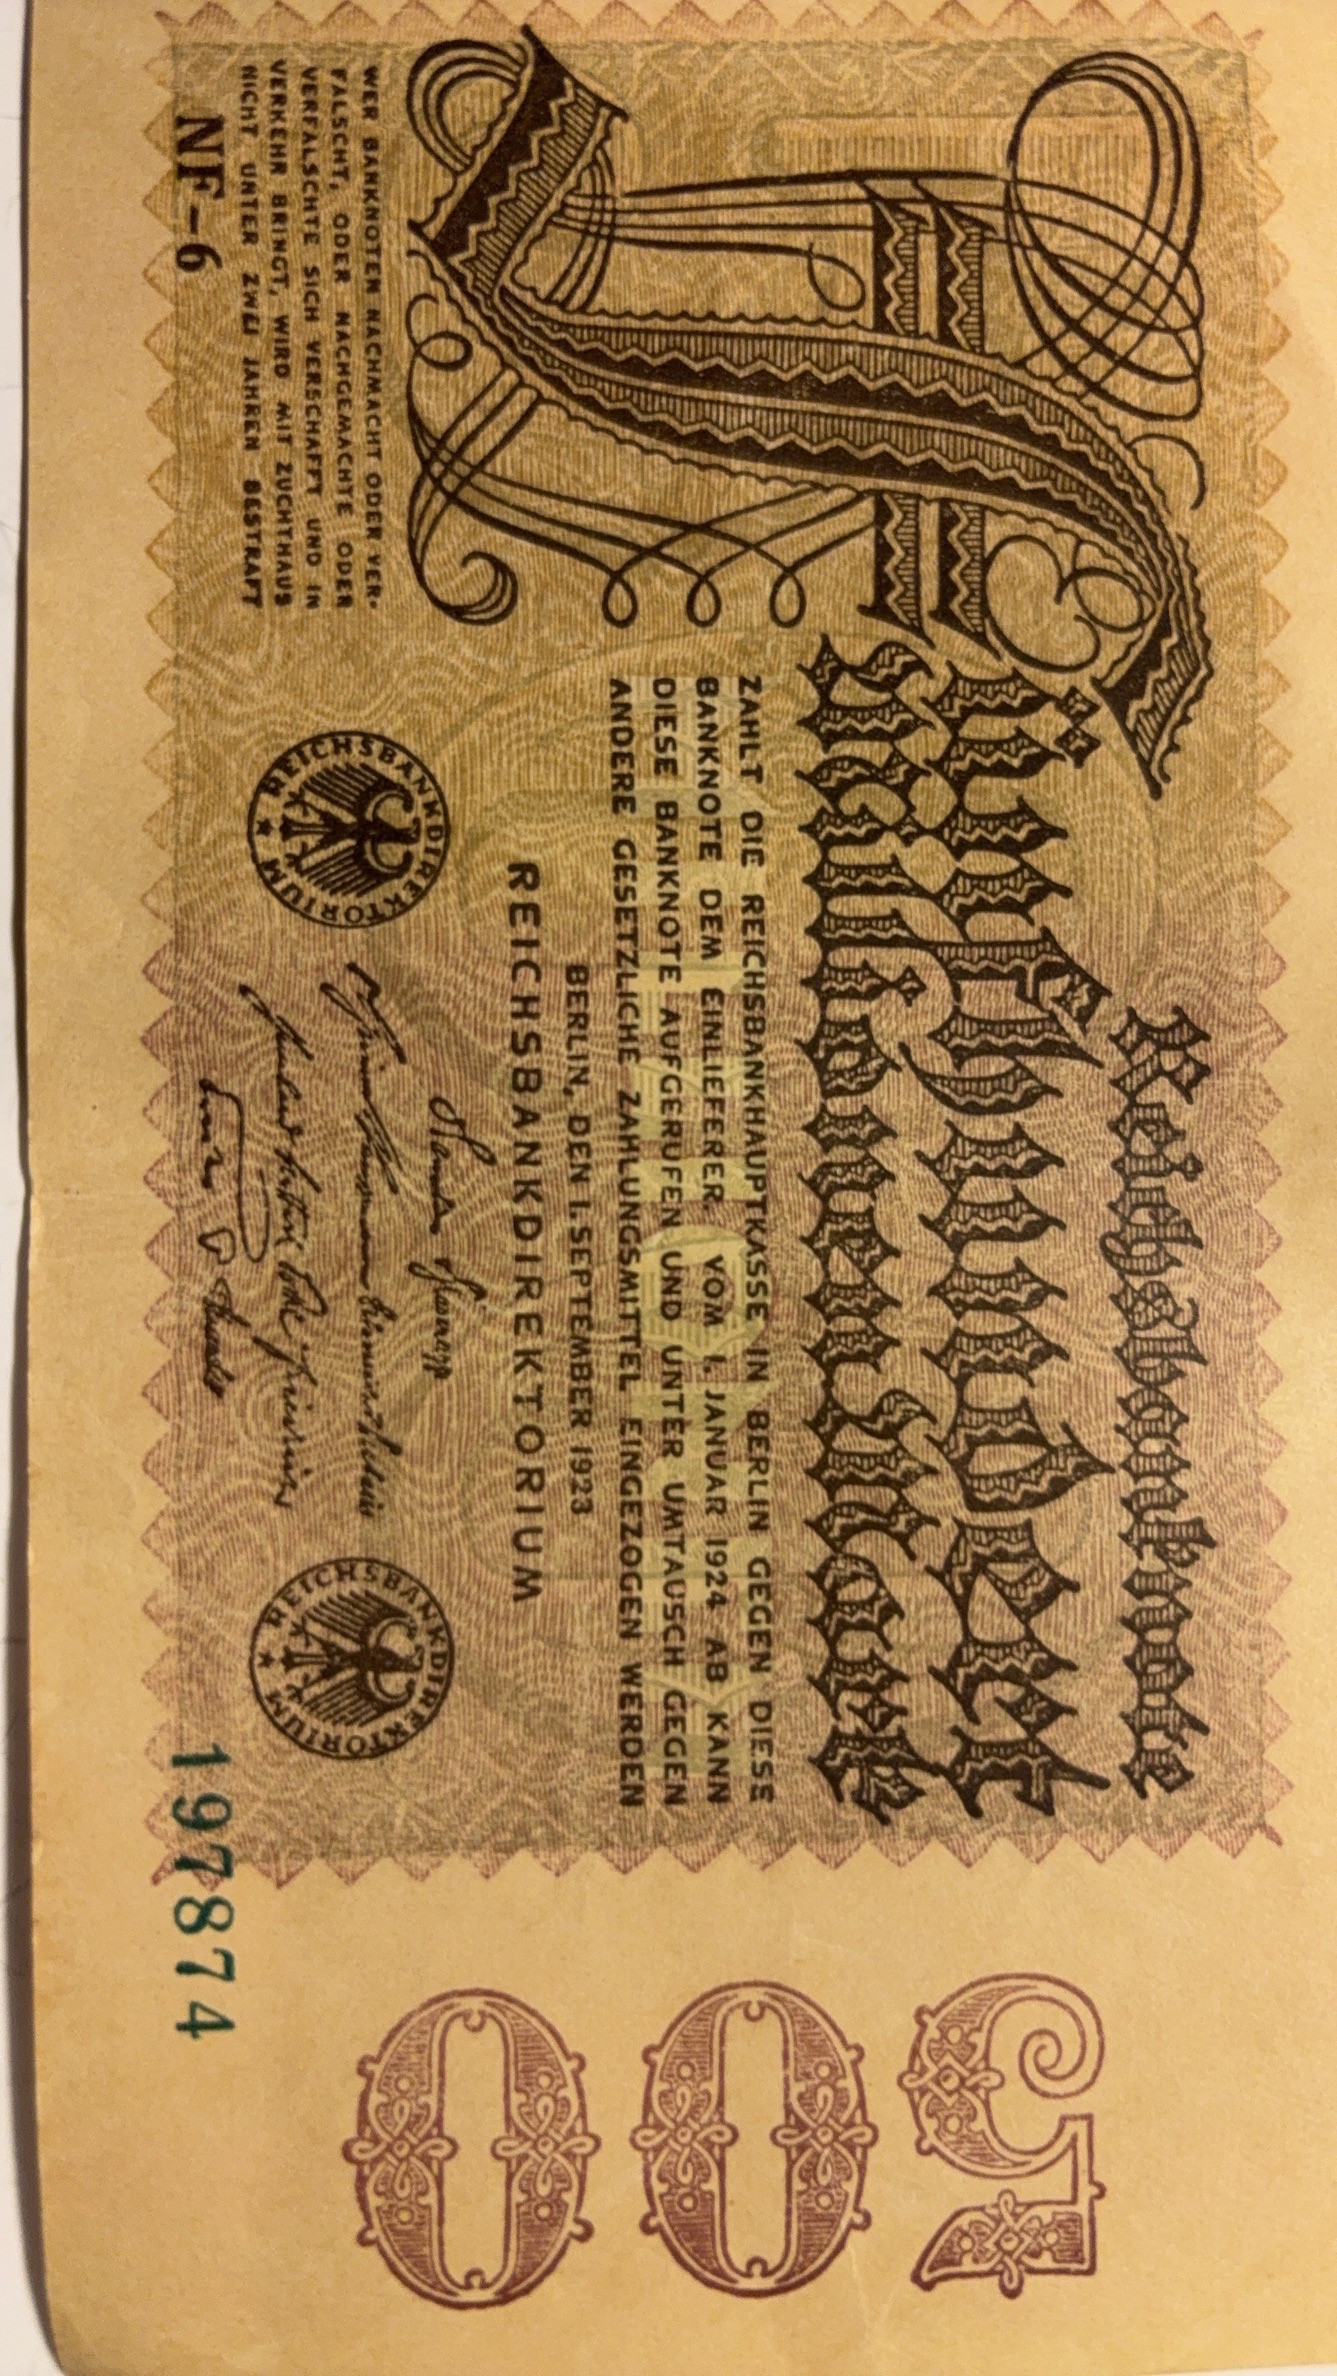 Reichsbanknote
Fünfhundert
Millionen Mark
ZAHLT DIE REICHSBANKHAUPTKASSE IN BERLIN GEGEN DIESE
BANKNOTE DEM EINLIEFERER. VOM 1. JANUAR 1924 AB KANN
DIESE BANKNOTE AUFGERUFEN UND UNTER UMTAUSCH GEGEN
ANDERE GESETZLICHE ZAHLUNGSMITTEL EINGEZOGEN WERDEN
BERLIN, DEN 1. SEPTEMBER 1923
REICHSBANKDIREKTORIUM
REICHSBANKDIREKTORIUM
REICHSBANKDIREKTORIUM
WER BANKNOTEN NACHMACHT ODER VER-
FÄLSCHT, ODER NACHGEMACHTE ODER
VERFÄLSCHTE SICH VERSCHAFFT UND IN
VERKEHR BRINGT, WIRD MIT ZUCHTHAUS
NICHT UNTER ZWEI JAHREN BESTRAFT
NF-6
197874
500